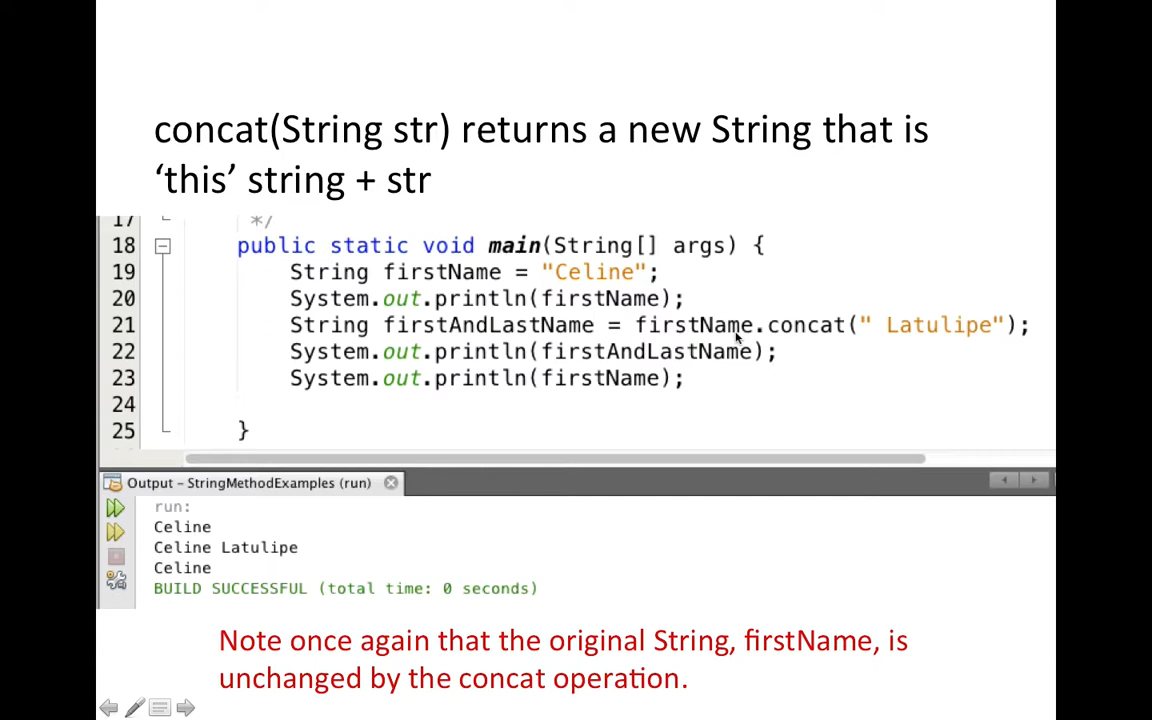 concat(String str) returns a new String that is
‘this’ string + str
17 */
18 public static void main(String[] args) {
19 String firstName = "Celine";
20 System.out.println(firstName);
21 String firstAndLastName = firstName.concat(" Latulipe");
22 System.out.println(firstAndLastName);
23 System.out.println(firstName);
24
25 }
Output – StringMethodExamples (run)
run:
Celine
Celine Latulipe
Celine
BUILD SUCCESSFUL (total time: 0 seconds)
Note once again that the original String, firstName, is
unchanged by the concat operation.